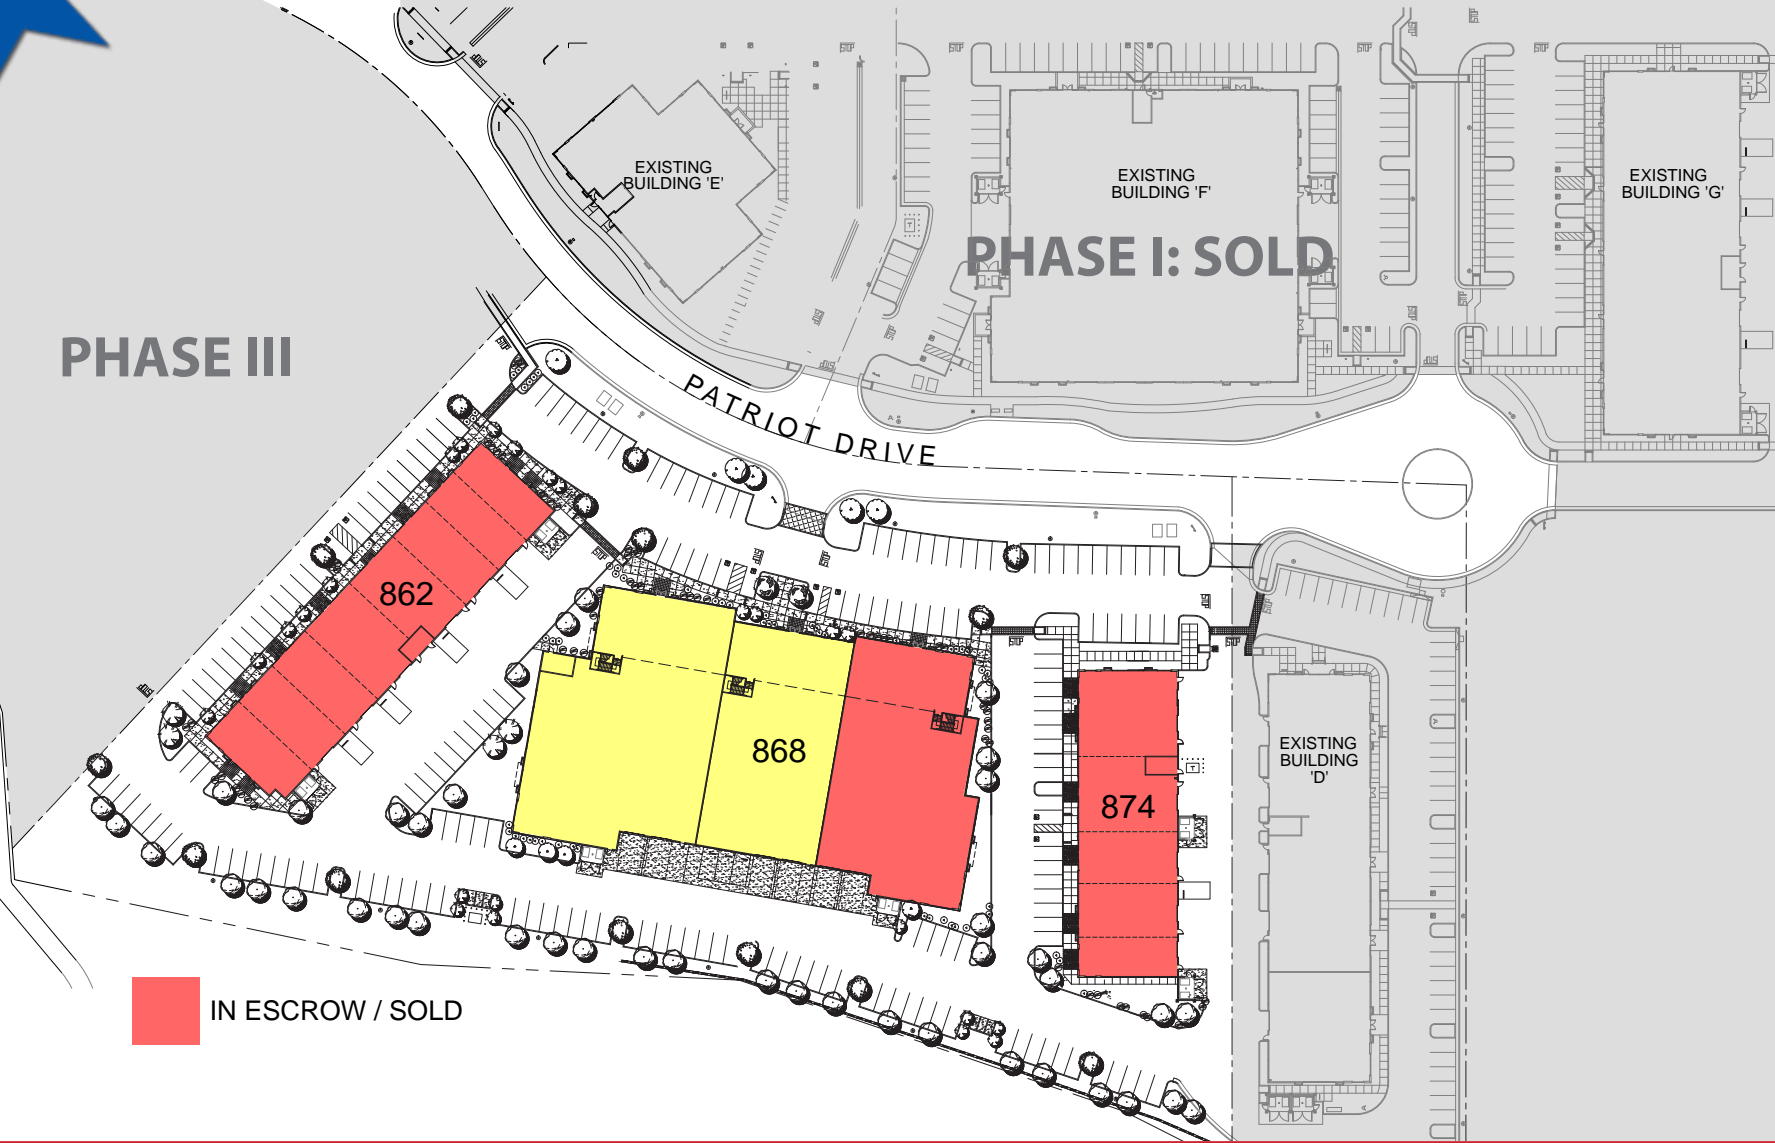 EXISTING
BUILDING 'E'
EXISTING
BUILDING 'F'
EXISTING
BUILDING 'G'
PHASE I: SOLD
PHASE III
PATRIOT DRIVE
862
868
874
EXISTING
BUILDING
'D'
IN ESCROW / SOLD